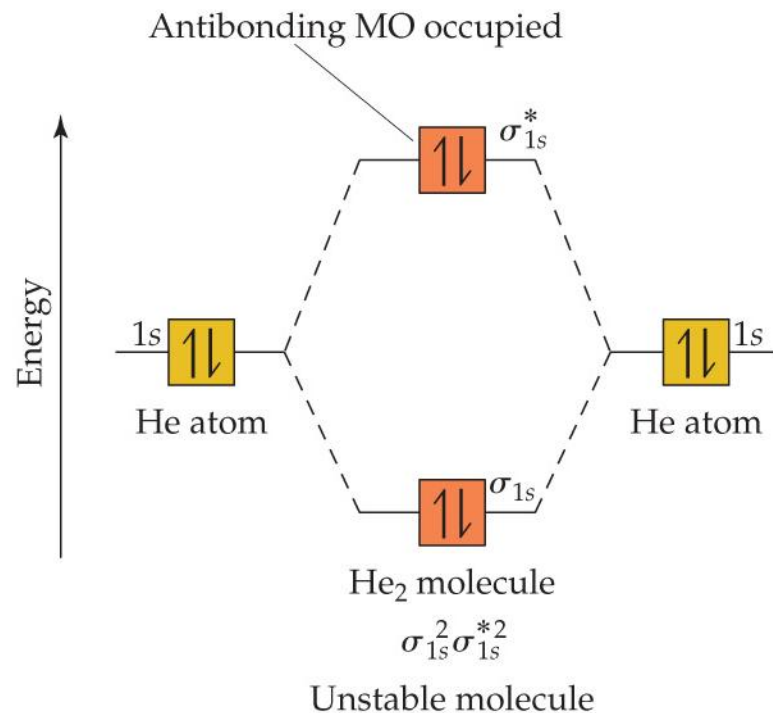 Antibonding MO occupied
σ*1s
Energy
1s
1s
He atom
He atom
σ1s
He2 molecule
σ1s2σ*1s2
Unstable molecule